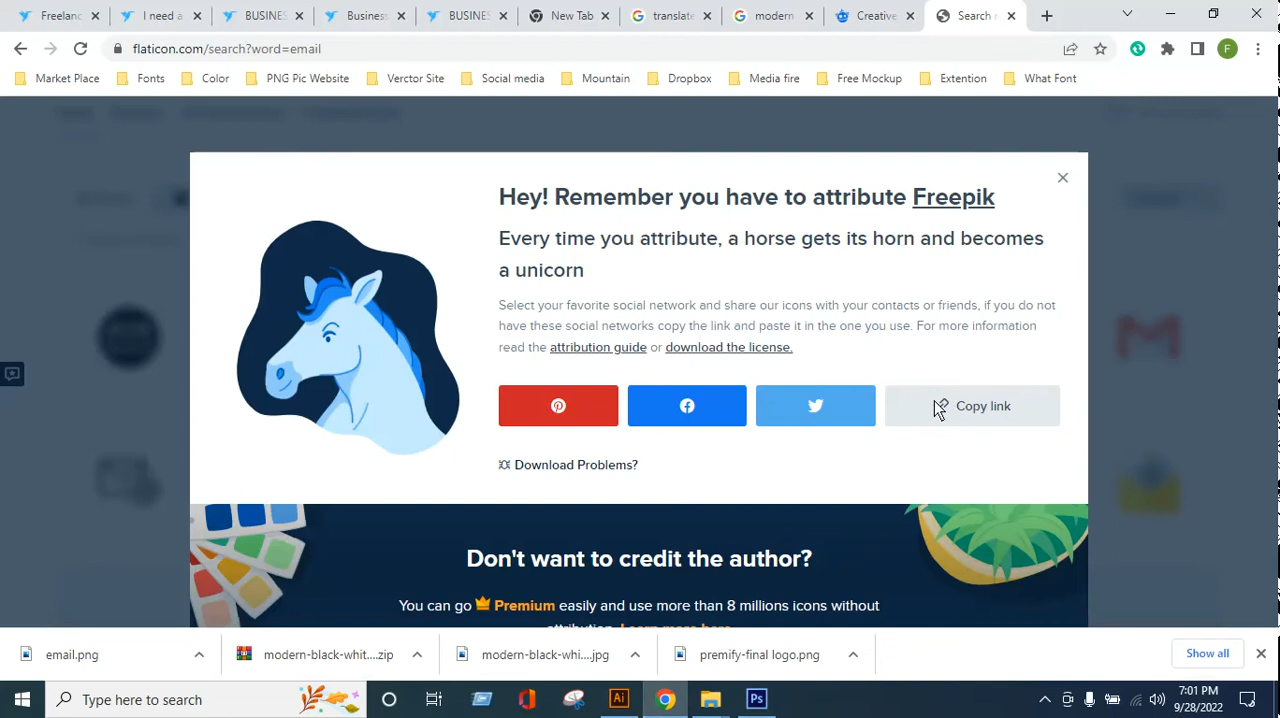 Freelanc
I need a
BUSINES
Business
BUSINES
New Tab
translate
modern
Creative
Search r
flaticon.com/search?word=email
F
Market Place
Fonts
Color
PNG Pic Website
Verctor Site
Social media
Mountain
Dropbox
Media fire
Free Mockup
Extention
What Font
Hey! Remember you have to attribute Freepik
Every time you attribute, a horse gets its horn and becomes
a unicorn
Select your favorite social network and share our icons with your contacts or friends, if you do not
have these social networks copy the link and paste it in the one you use. For more information
read the attribution guide or download the license.
Copy link
Download Problems?
Don't want to credit the author?
You can go Premium easily and use more than 8 millions icons without
attribution. Learn more here
email.png
modern-black-whit....zip
modern-black-whi....jpg
premify-final logo.png
Show all
Type here to search
Ai
Ps
7:01 PM
9/28/2022